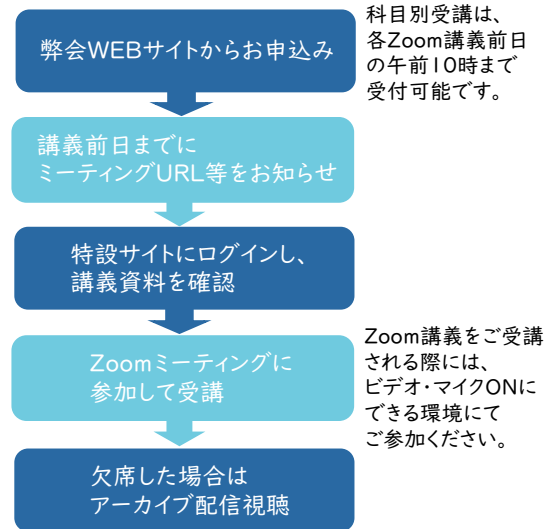 弊会WEBサイトからお申込み
科目別受講は、
各Zoom講義前日
の午前10時まで
受付可能です。
講義前日までに
ミーティングURL等をお知らせ
特設サイトにログインし、
講義資料を確認
Zoomミーティングに
参加して受講
Zoom講義をご受講
される際には、
ビデオ・マイクONに
できる環境にて
ご参加ください。
欠席した場合は
アーカイブ配信視聴